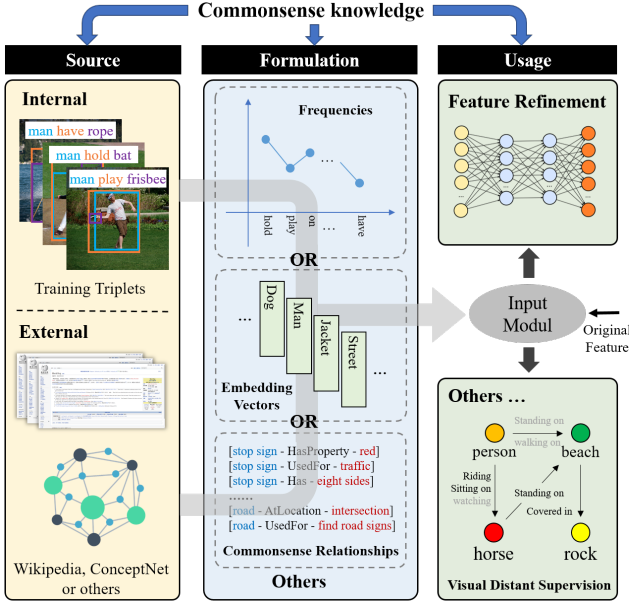 Commonsense knowledge
Source
Formulation
Usage
Internal
man have rope
man hold bat
man play frisbee
Training Triplets
External
Wikipedia, ConceptNet
or others
Frequencies
...
hold
play
on
...
have
OR
...
Dog
Man
Jacket
Street
...
Embedding
Vectors
OR
[stop sign - HasProperty - red]
[stop sign - UsedFor - traffic]
[stop sign - Has - eight sides]
......
[road - AtLocation - intersection]
[road - UsedFor - find road signs]
Commonsense Relationships
Others
Feature Refinement
Input
Modul
Original
Feature
Others ...
Standing on
walking on
person
beach
Riding
Sitting on
watching
Standing on
Covered in
horse
rock
Visual Distant Supervision